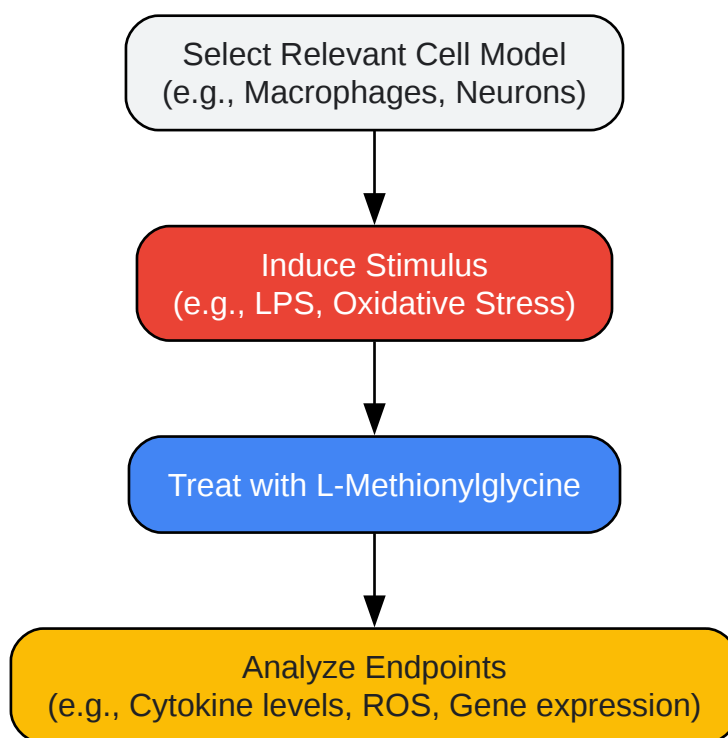 Select Relevant Cell Model
(e.g., Macrophages, Neurons)
Induce Stimulus
(e.g., LPS, Oxidative Stress)
Treat with L-Methionylglycine
Analyze Endpoints
(e.g., Cytokine levels, ROS, Gene expression)